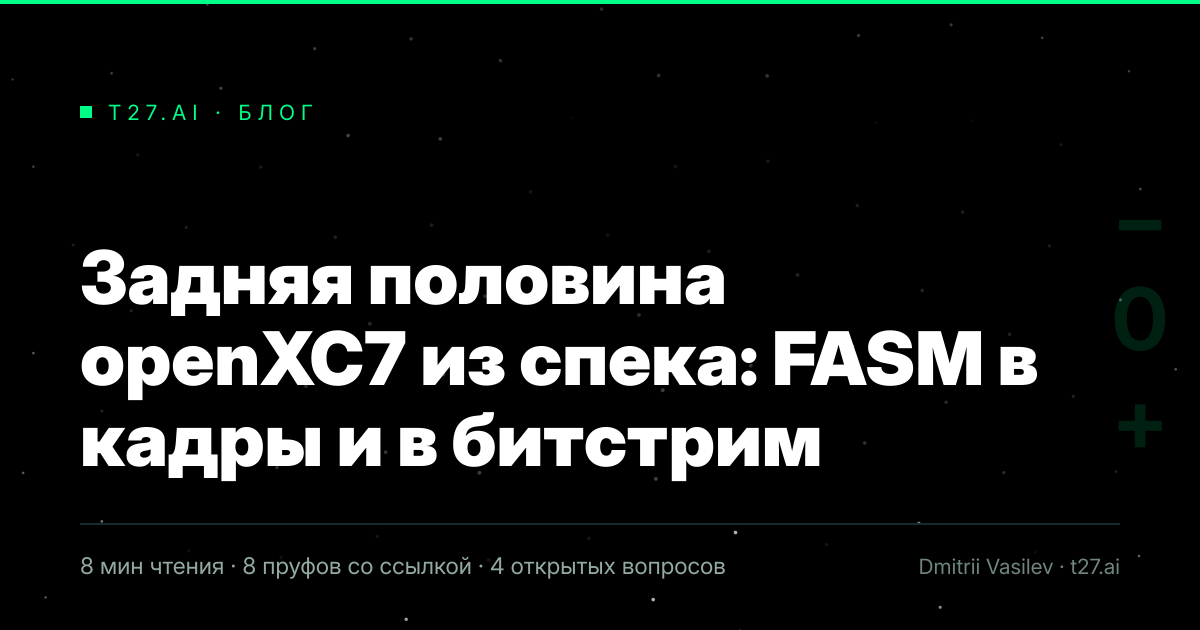 T27.AI · БЛОГ
Задняя половина
openXC7 из спека: FASM в
кадры и в битстрим
−
0
+
8 мин чтения · 8 пруфов со ссылкой · 4 открытых вопросов
Dmitrii Vasilev · t27.ai